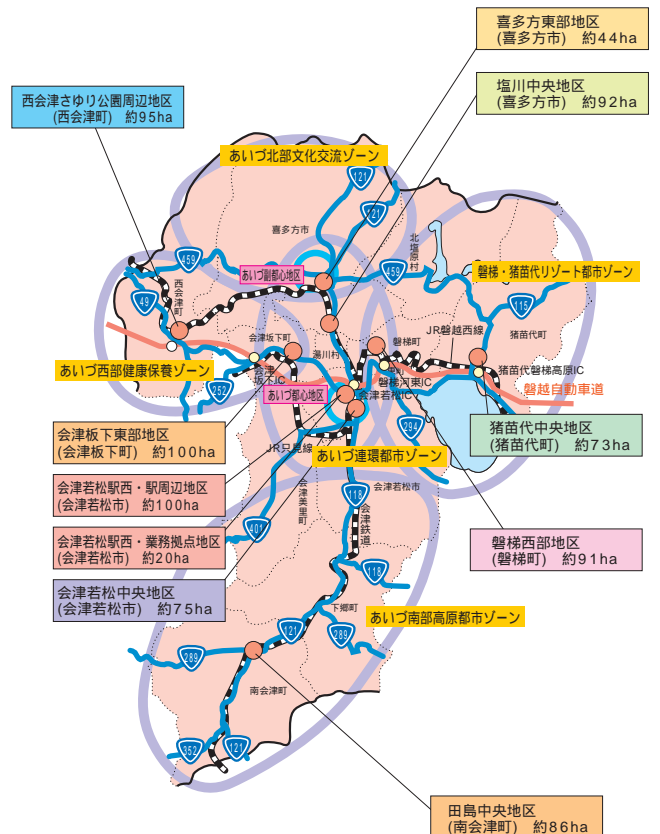 喜多方東部地区
(喜多方市) 約44ha
塩川中央地区
(喜多方市) 約92ha
西会津さゆり公園周辺地区
(西会津町) 約95ha
あいづ北部文化交流ゾーン
121
121
喜多方市
北塩原村
459
あいづ副都心地区
459
磐梯・猪苗代リゾート都市ゾーン
49
西会津町
115
JR磐越西線
猪苗代町
会津坂下町
湯川村
磐梯町
あいづ西部健康保養ゾーン
252
会津
坂下IC
磐梯河東IC
猪苗代磐梯高原IC
磐越自動車道
あいづ都心地区
会津若松IC
会津板下東部地区
(会津板下町) 約100ha
294
猪苗代中央地区
(猪苗代町) 約73ha
JR只見線
あいづ連環都市ゾーン
会津若松駅西・駅周辺地区
(会津若松市) 約100ha
会津美里町
118
会津若松市
会津鉄道
401
会津若松駅西・業務拠点地区
(会津若松市) 約20ha
磐梯西部地区
(磐梯町) 約91ha
118
会津若松中央地区
(会津若松市) 約75ha
下郷町
あいづ南部高原都市ゾーン
121
289
289
南会津町
352
121
田島中央地区
(南会津町) 約86ha